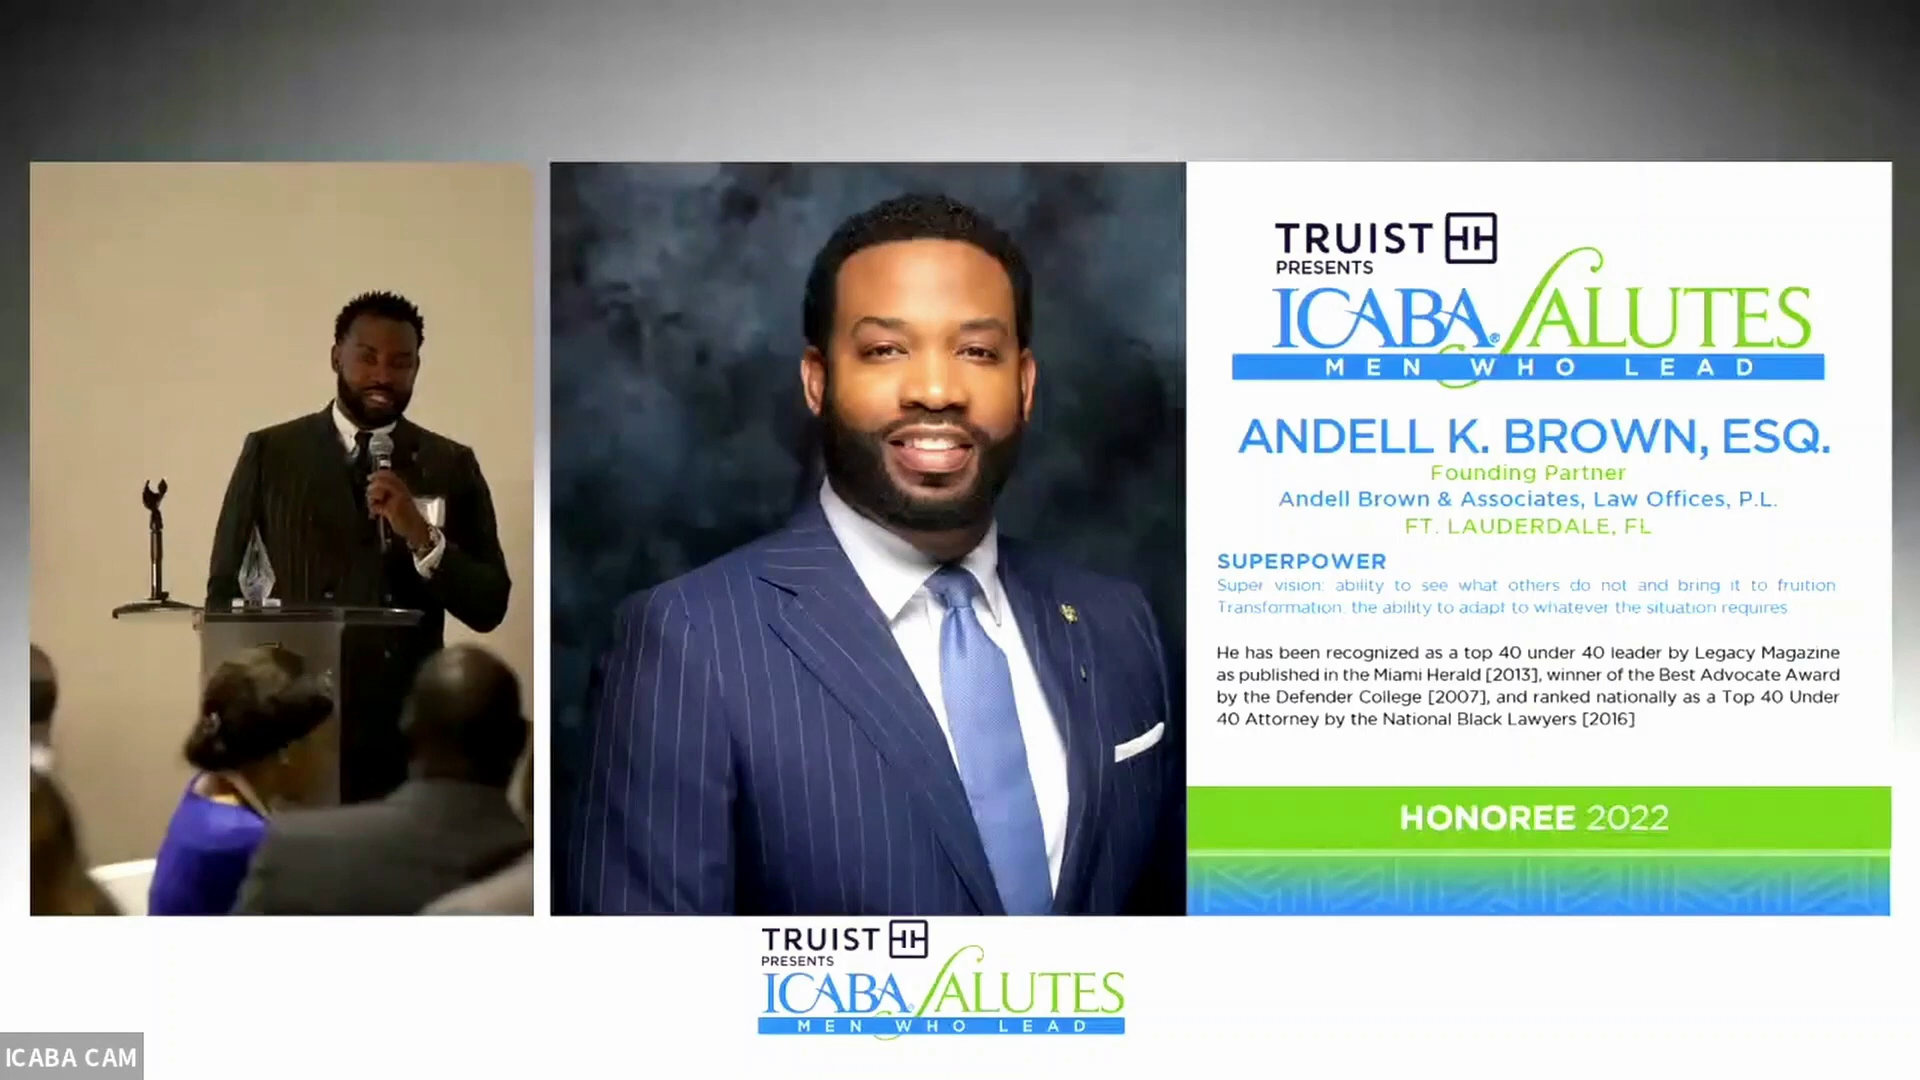 TRUIST
PRESENTS
ICABA® SALUTES
MEN WHO LEAD
ANDELL K. BROWN, ESQ.
Founding Partner
Andell Brown & Associates, Law Offices, P.L.
FT. LAUDERDALE, FL
SUPERPOWER
Super vision: ability to see what others do not and bring it to fruition
Transformation: the ability to adapt to whatever the situation requires
He has been recognized as a top 40 under 40 leader by Legacy Magazine
as published in the Miami Herald [2013], winner of the Best Advocate Award
by the Defender College [2007], and ranked nationally as a Top 40 Under
40 Attorney by the National Black Lawyers [2016]
HONOREE 2022
TRUIST
PRESENTS
ICABA SALUTES
MEN WHO LEAD
ICABA CAM